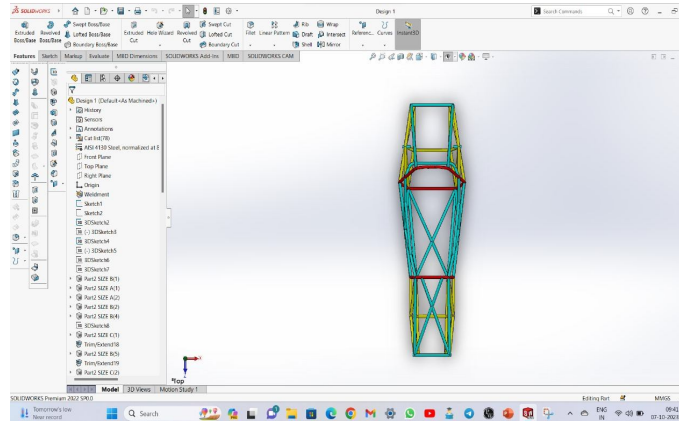 SOLIDWORKS
Design 1
Search Commands
Extruded Boss/Base
Revolved Boss/Base
Swept Boss/Base
Lofted Boss/Base
Boundary Boss/Base
Extruded Cut
Hole Wizard
Revolved Cut
Swept Cut
Lofted Cut
Boundary Cut
Fillet
Linear Pattern
Rib
Draft
Shell
Wrap
Intersect
Mirror
Referenc...
Curves
Instant3D
Features
Sketch
Markup
Evaluate
MBD Dimensions
SOLIDWORKS Add-Ins
MBD
SOLIDWORKS CAM
Design 1 (Default<As Machined>)
History
Sensors
Annotations
Cut list(78)
AISI 4130 Steel, normalized at 8
Front Plane
Top Plane
Right Plane
Origin
Weldment
Sketch1
Sketch2
3DSketch2
(-) 3DSketch3
3DSketch4
(-) 3DSketch5
3DSketch6
3DSketch7
Part2 SIZE B(1)
Part2 SIZE A(1)
Part2 SIZE A(2)
Part2 SIZE B(2)
Part2 SIZE B(4)
3DSketch8
Part2 SIZE C(1)
Trim/Extend18
Part2 SIZE B(5)
Trim/Extend19
Part2 SIZE C(2)
*Top
Model
3D Views
Motion Study 1
SOLIDWORKS Premium 2022 SP0.0
Editing Part
MMGS
Tomorrow's low
Near record
Search
ENG
IN
09:41
07-10-2023